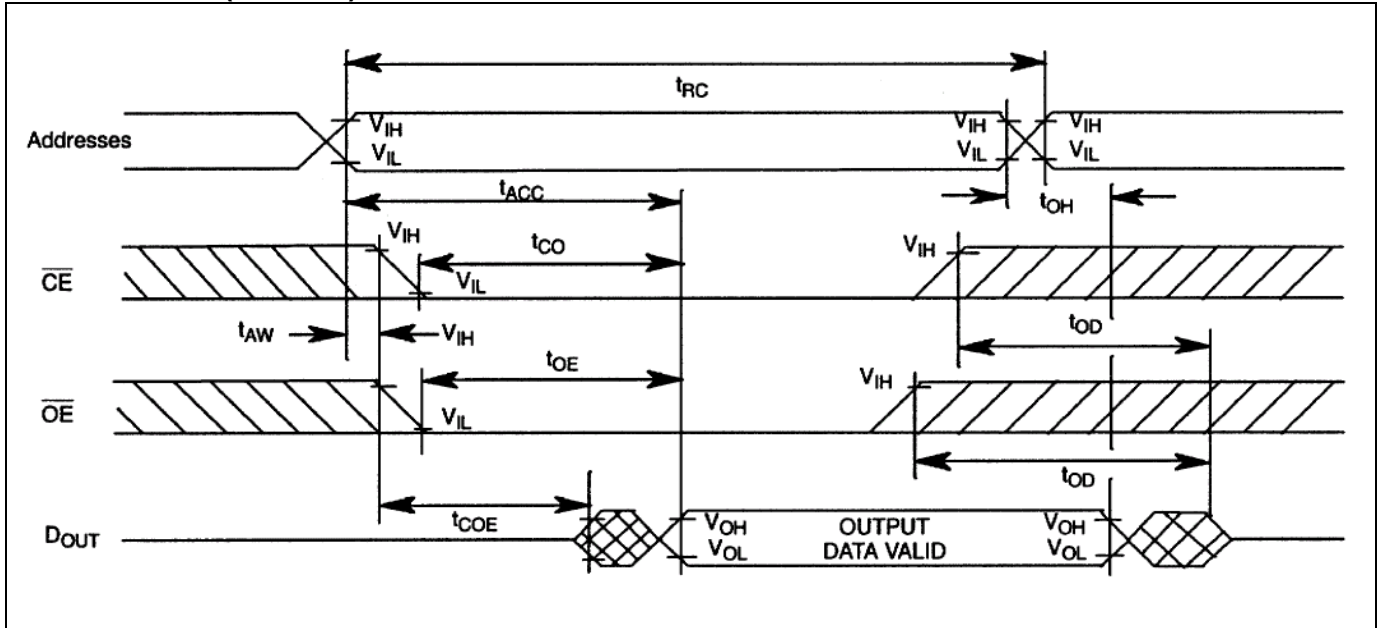 tRC
Addresses
VIH
VIL
VIH
VIL
VIH
VIL
tACC
tOH
CE
VIH
tCO
VIL
VIH
tAW
VIH
tOD
OE
tOE
VIL
VIH
tOD
DOUT
tCOE
VOH
VOL
OUTPUT
DATA VALID
VOH
VOL